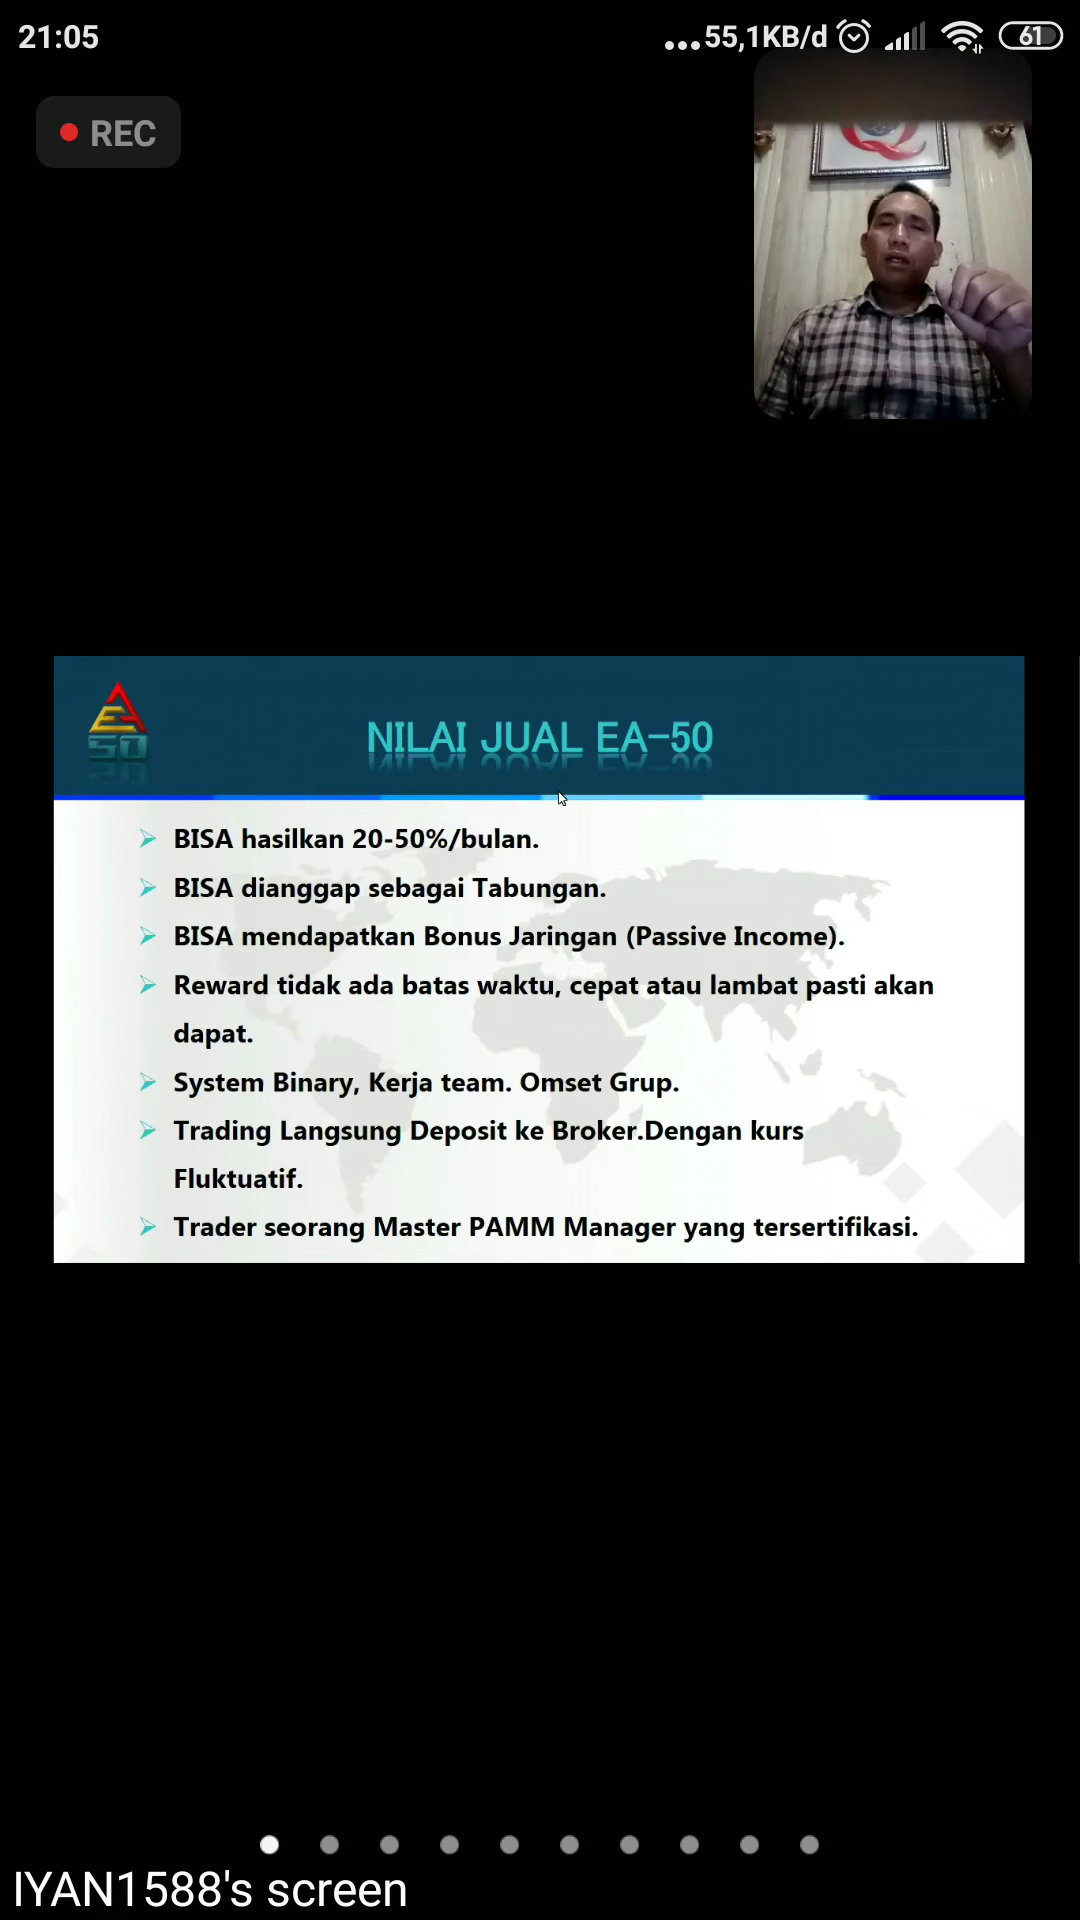 21:05
...55,1KB/d
61
REC
EA
50
NILAI JUAL EA-50
BISA hasilkan 20-50%/bulan.
BISA dianggap sebagai Tabungan.
BISA mendapatkan Bonus Jaringan (Passive Income).
Reward tidak ada batas waktu, cepat atau lambat pasti akan
dapat.
System Binary, Kerja team. Omset Grup.
Trading Langsung Deposit ke Broker.Dengan kurs
Fluktuatif.
Trader seorang Master PAMM Manager yang tersertifikasi.
IYAN1588's screen